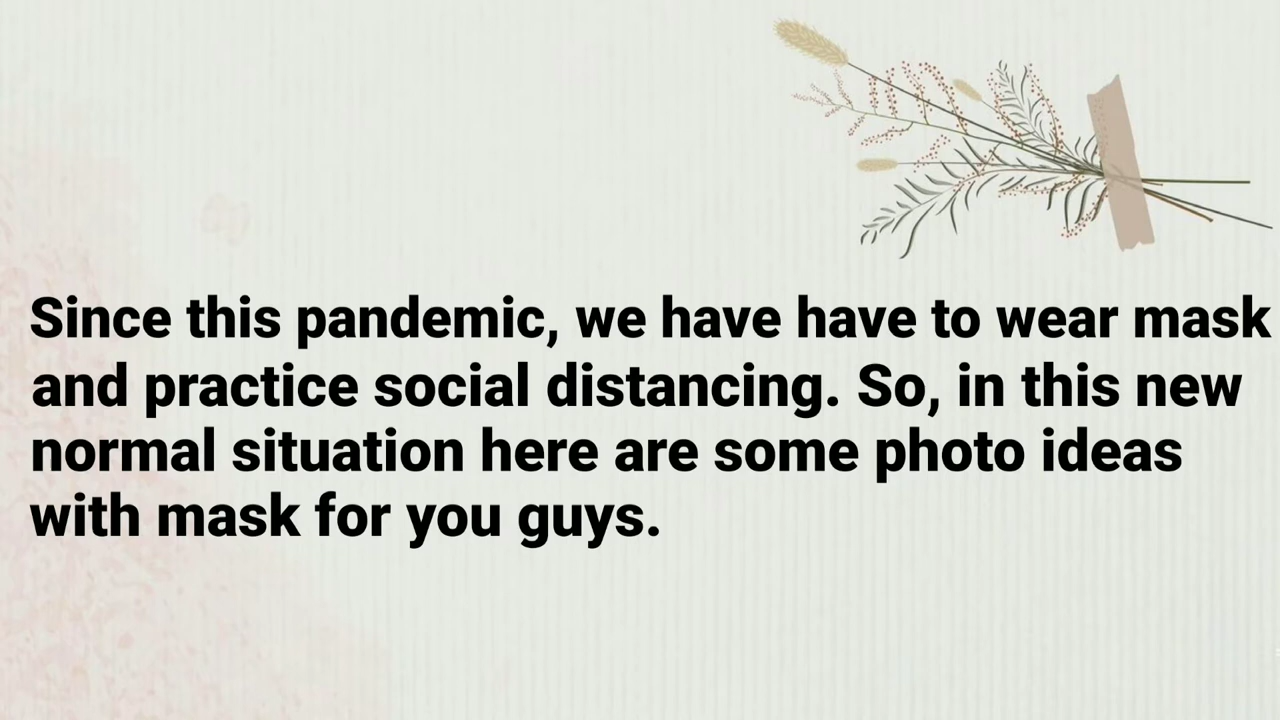 Since this pandemic, we have have to wear mask
and practice social distancing. So, in this new
normal situation here are some photo ideas
with mask for you guys.